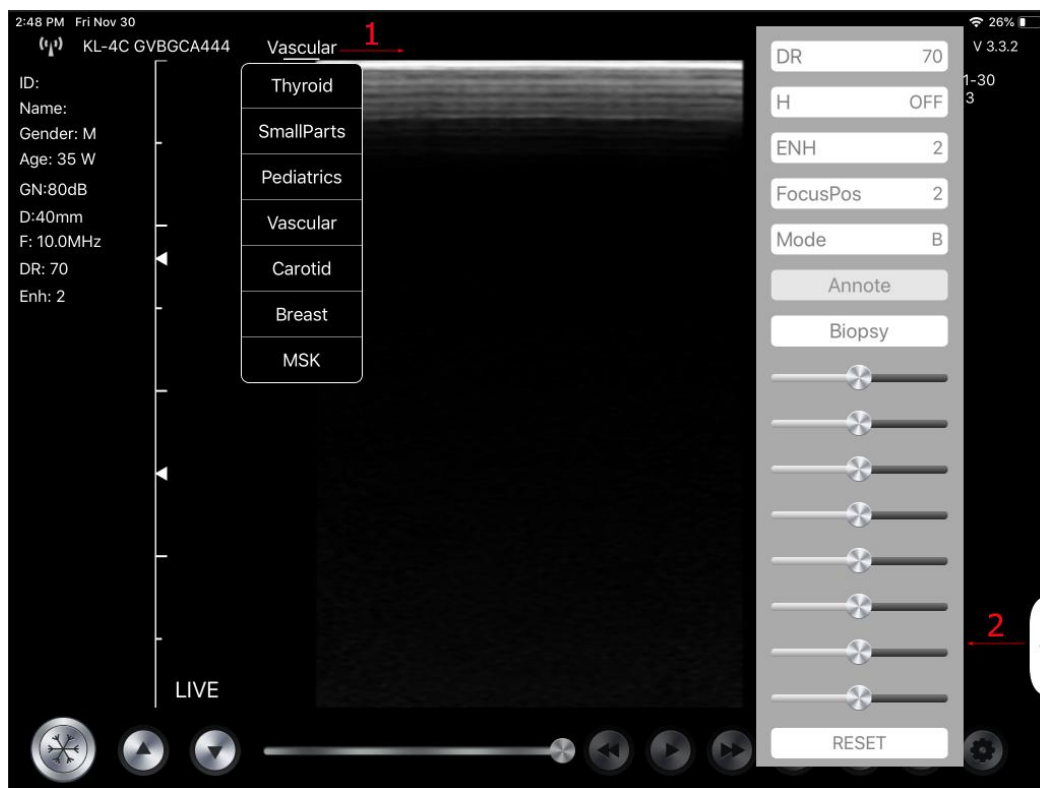 2:48 PM Fri Nov 30
26%
KL-4C GVBGCA444
Vascular
1
V 3.3.2
ID:
Name:
Gender: M
Age: 35 W
GN:80dB
D:40mm
F: 10.0MHz
DR: 70
Enh: 2
Thyroid
SmallParts
Pediatrics
Vascular
Carotid
Breast
MSK
DR 70
H OFF
ENH 2
FocusPos 2
Mode B
Annote
Biopsy
RESET
1-30
3
2
LIVE